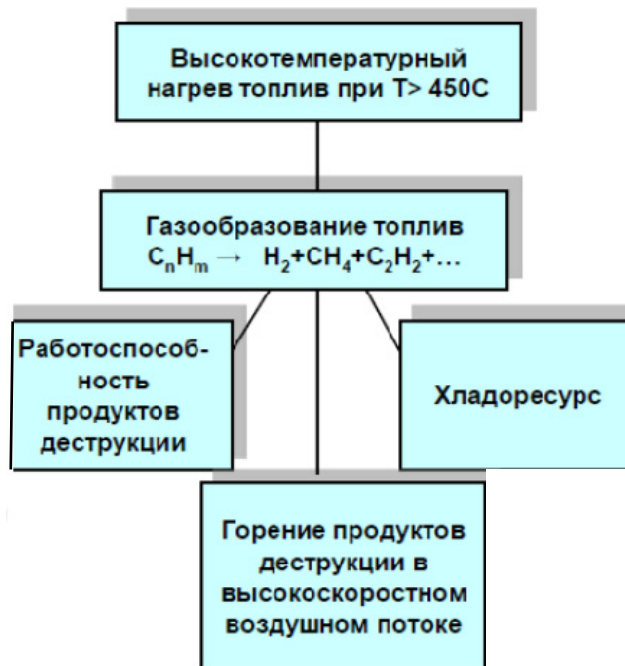 Высокотемпературный
нагрев топлив при Т> 450С
Газообразование топлив
CₙHₘ → H₂+CH₄+C₂H₂+...
Работоспособ-
ность
продуктов
деструкции
Хладоресурс
Горение продуктов
деструкции в
высокоскоростном
воздушном потоке